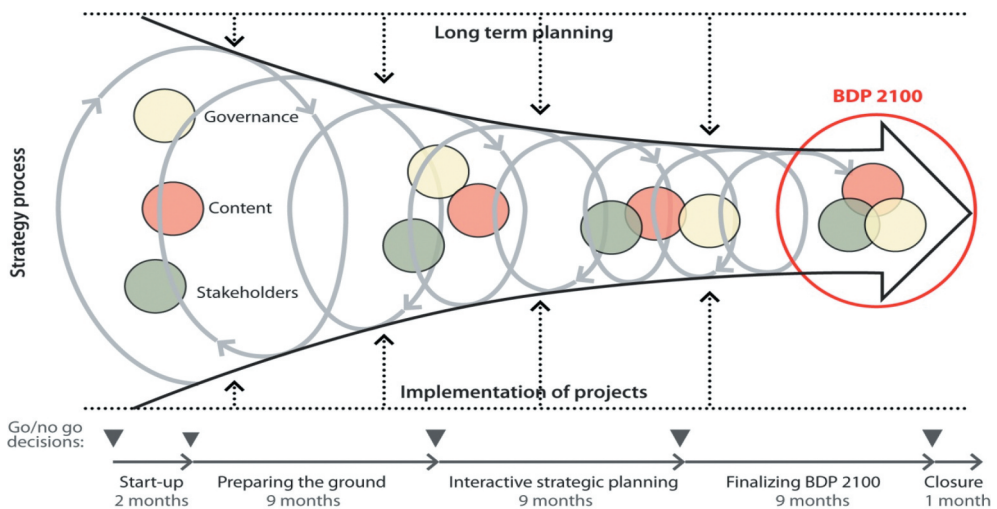 Long term planning
BDP 2100
Strategy process
Governance
Content
Stakeholders
Implementation of projects
Go/no go
decisions:
Start-up
2 months
Preparing the ground
9 months
Interactive strategic planning
9 months
Finalizing BDP 2100
9 months
Closure
1 month